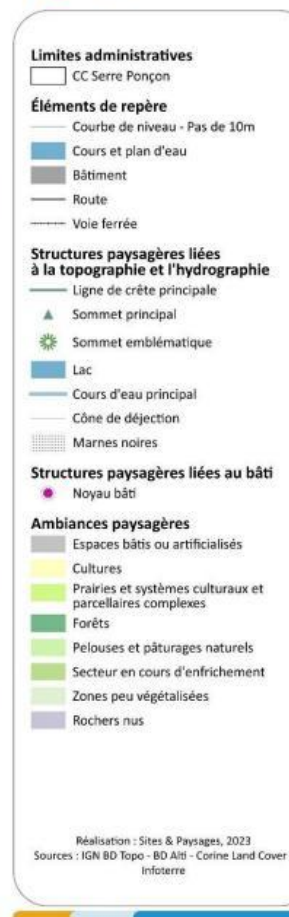 Limites administratives
CC Serre Ponçon
Éléments de repère
Courbe de niveau - Pas de 10m
Cours et plan d'eau
Bâtiment
Route
Voie ferrée
Structures paysagères liées
à la topographie et l'hydrographie
Ligne de crête principale
Sommet principal
Sommet emblématique
Lac
Cours d'eau principal
Cône de déjection
Marnes noires
Structures paysagères liées au bâti
Noyau bâti
Ambiances paysagères
Espaces bâtis ou artificialisés
Cultures
Prairies et systèmes culturaux et
parcellaires complexes
Forêts
Pelouses et pâturages naturels
Secteur en cours d'enfrichement
Zones peu végétalisées
Rochers nus
Réalisation : Sites & Paysages, 2023
Sources : IGN BD Topo - BD Alti - Corine Land Cover
Infoterre